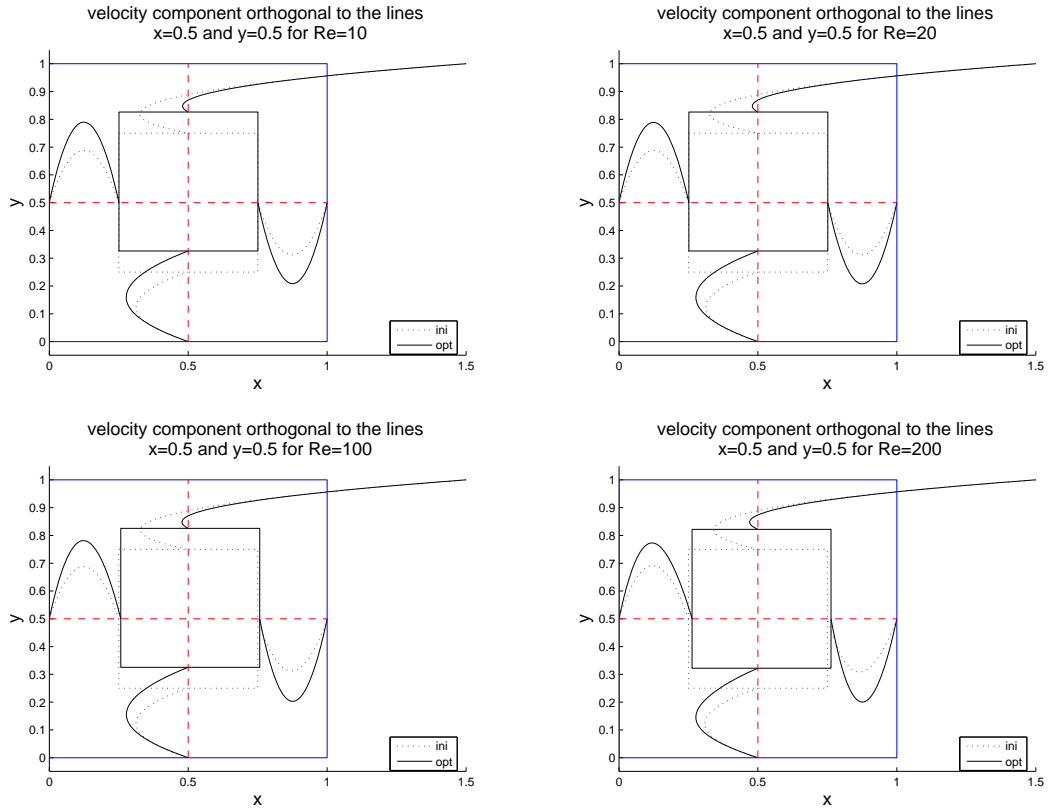 velocity component orthogonal to the lines
x=0.5 and y=0.5 for Re=10
1
0.9
0.8
0.7
0.6
0.5
0.4
0.3
0.2
0.1
0
y
0
0.5
1
1.5
x
ini
opt
velocity component orthogonal to the lines
x=0.5 and y=0.5 for Re=20
1
0.9
0.8
0.7
0.6
0.5
0.4
0.3
0.2
0.1
0
y
0
0.5
1
1.5
x
ini
opt
velocity component orthogonal to the lines
x=0.5 and y=0.5 for Re=100
1
0.9
0.8
0.7
0.6
0.5
0.4
0.3
0.2
0.1
0
y
0
0.5
1
1.5
x
ini
opt
velocity component orthogonal to the lines
x=0.5 and y=0.5 for Re=200
1
0.9
0.8
0.7
0.6
0.5
0.4
0.3
0.2
0.1
0
y
0
0.5
1
1.5
x
ini
opt